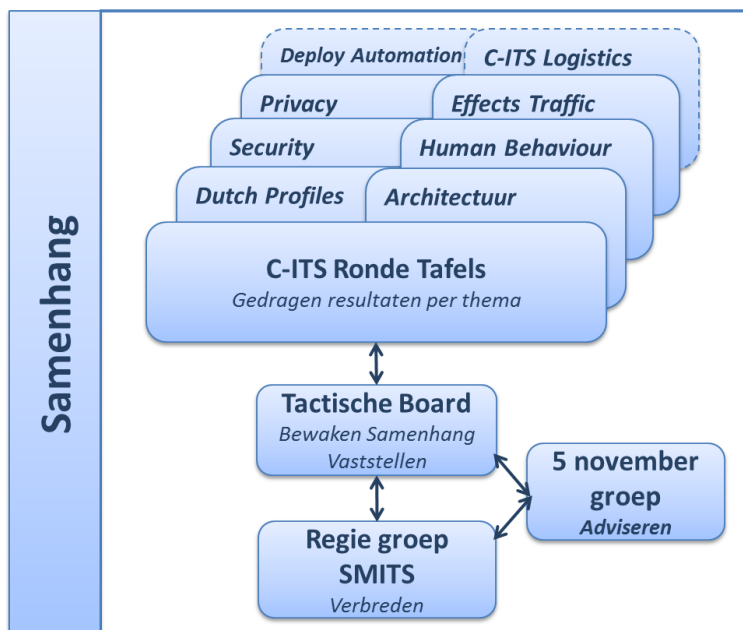 Samenhang
Deploy Automation
C-ITS Logistics
Privacy
Effects Traffic
Security
Human Behaviour
Dutch Profiles
Architectuur
C-ITS Ronde Tafels
Gedragen resultaten per thema
Tactische Board
Bewaken Samenhang
Vaststellen
5 november
groep
Adviseren
Regie groep
SMITS
Verbreden